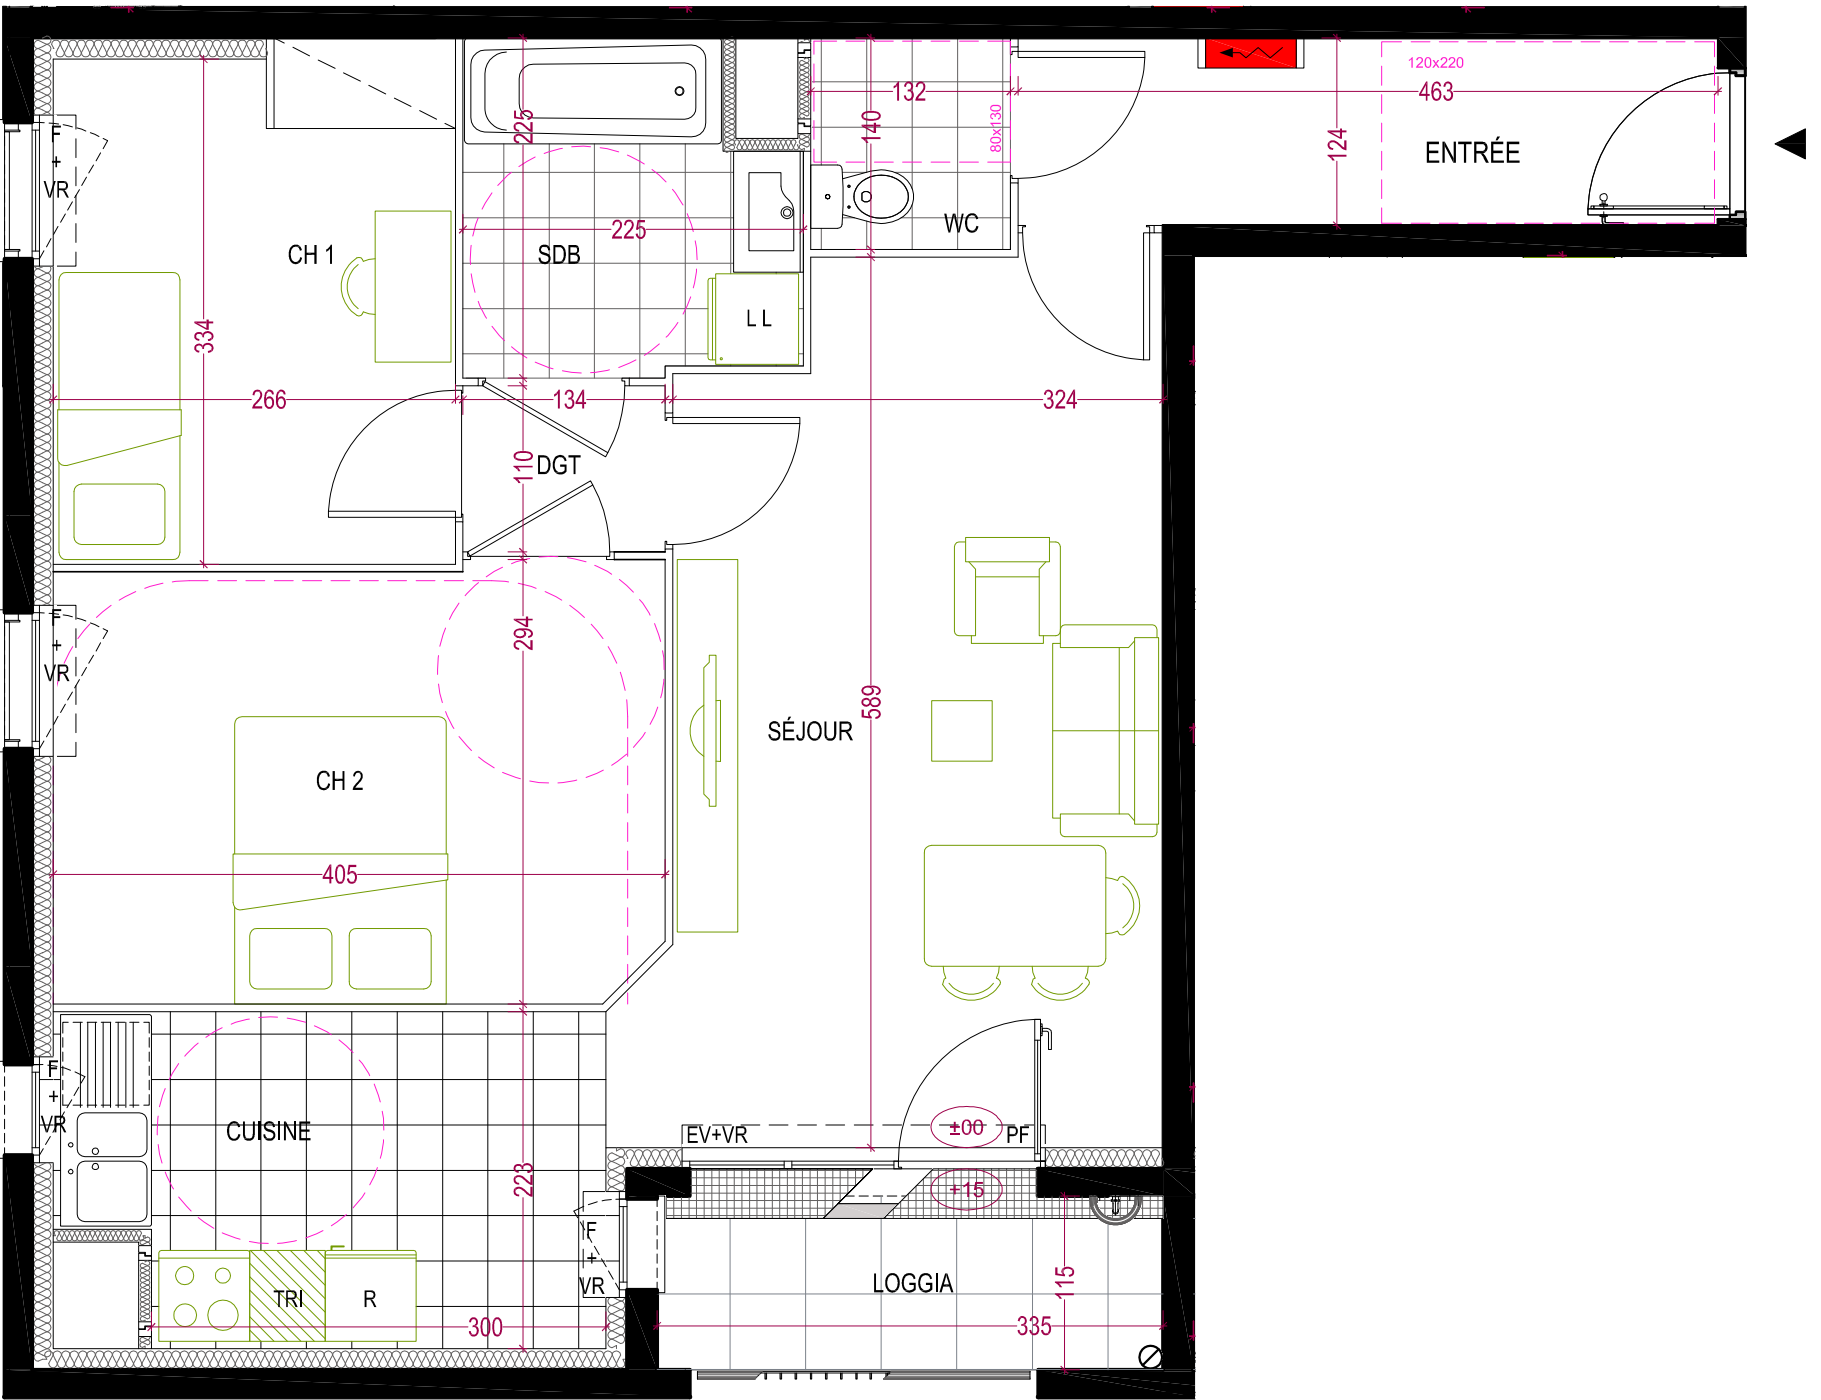 120x220
132
463
225
140
80x130
124
ENTRÉE
F
+
VR
WC
CH 1
SDB
225
L L
334
266
134
324
DGT
110
F
+
VR
294
589
SÉJOUR
CH 2
405
F
+
VR
CUISINE
EV+VR
±00
PF
223
+15
F
+
VR
LOGGIA
115
TRI
R
300
335